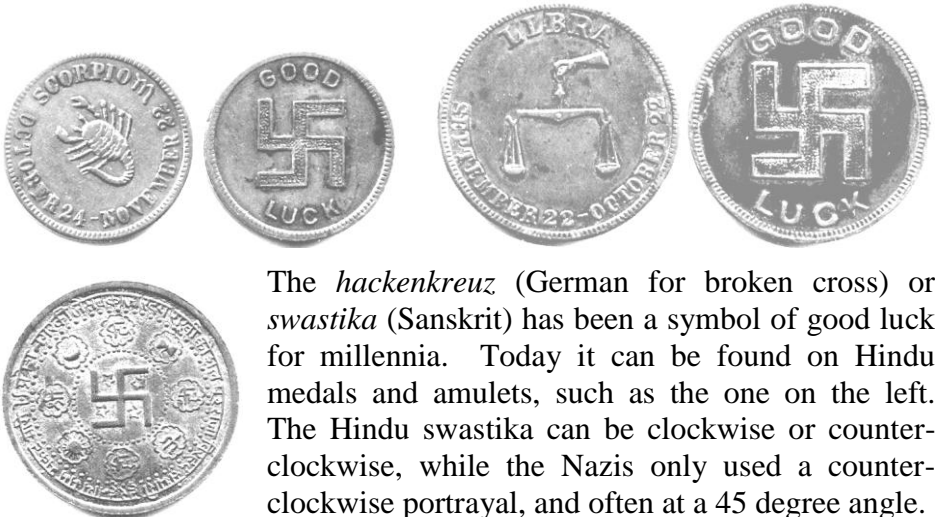 SCORPIOM
OCTOBER 24-NOVEMBER 22
GOOD
LUCK
LLBRA
SEPTEMBER 22-OCTOBER 22
GOOD
LUCK
The hackenkreuz (German for broken cross) or
swastika (Sanskrit) has been a symbol of good luck
for millennia. Today it can be found on Hindu
medals and amulets, such as the one on the left.
The Hindu swastika can be clockwise or counter-
clockwise, while the Nazis only used a counter-
clockwise portrayal, and often at a 45 degree angle.